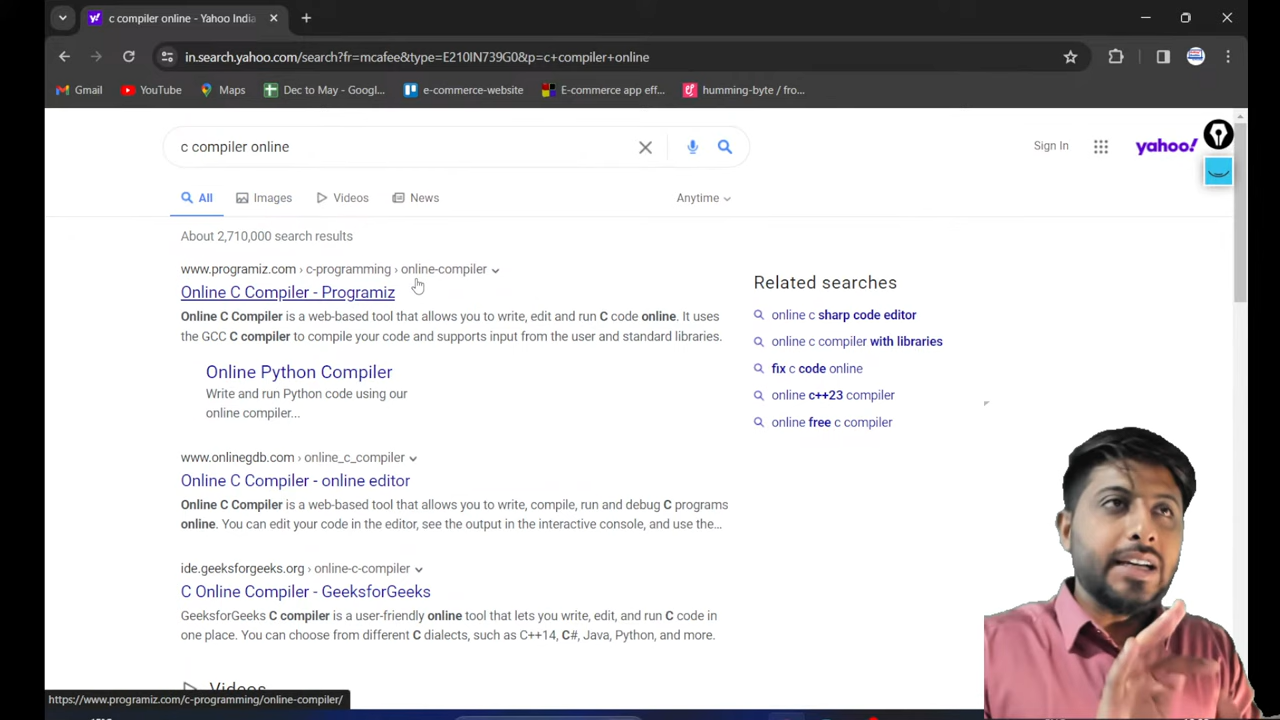 c compiler online - Yahoo India
in.search.yahoo.com/search?fr=mcafee&type=E210IN739G0&p=c+compiler+online
Gmail YouTube Maps Dec to May - Googl... e-commerce-website E-commerce app eff... humming-byte / fro...
c compiler online
Sign In yahoo!
All Images Videos News Anytime
About 2,710,000 search results
www.programiz.com › c-programming › online-compiler
Online C Compiler - Programiz
Online C Compiler is a web-based tool that allows you to write, edit and run C code online. It uses
the GCC C compiler to compile your code and supports input from the user and standard libraries.
Online Python Compiler
Write and run Python code using our
online compiler...
www.onlinegdb.com › online_c_compiler
Online C Compiler - online editor
Online C Compiler is a web-based tool that allows you to write, compile, run and debug C programs
online. You can edit your code in the editor, see the output in the interactive console, and use the...
ide.geeksforgeeks.org › online-c-compiler
C Online Compiler - GeeksforGeeks
GeeksforGeeks C compiler is a user-friendly online tool that lets you write, edit, and run C code in
one place. You can choose from different C dialects, such as C++14, C#, Java, Python, and more.
Videos
Related searches
online c sharp code editor
online c compiler with libraries
fix c code online
online c++23 compiler
online free c compiler
https://www.programiz.com/c-programming/online-compiler/